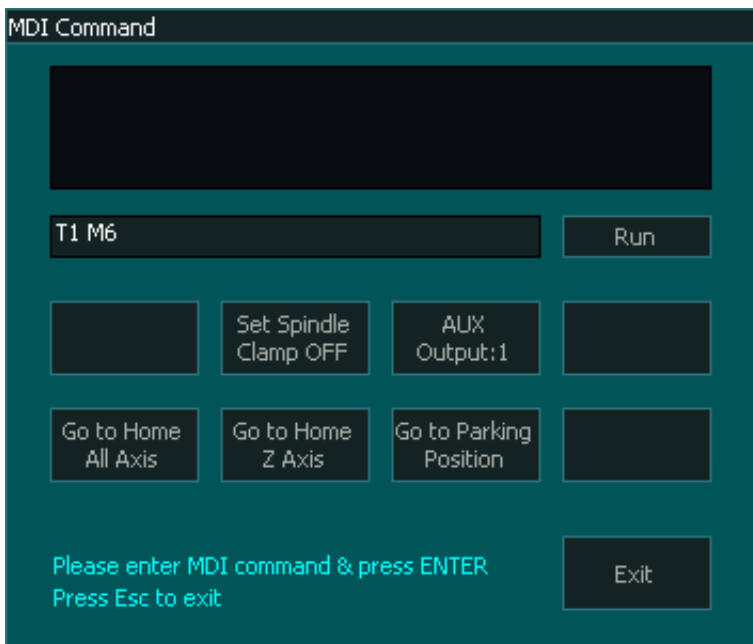 MDI Command
T1 M6
Run
Set Spindle
Clamp OFF
AUX
Output:1
Go to Home
All Axis
Go to Home
Z Axis
Go to Parking
Position
Please enter MDI command & press ENTER
Press Esc to exit
Exit